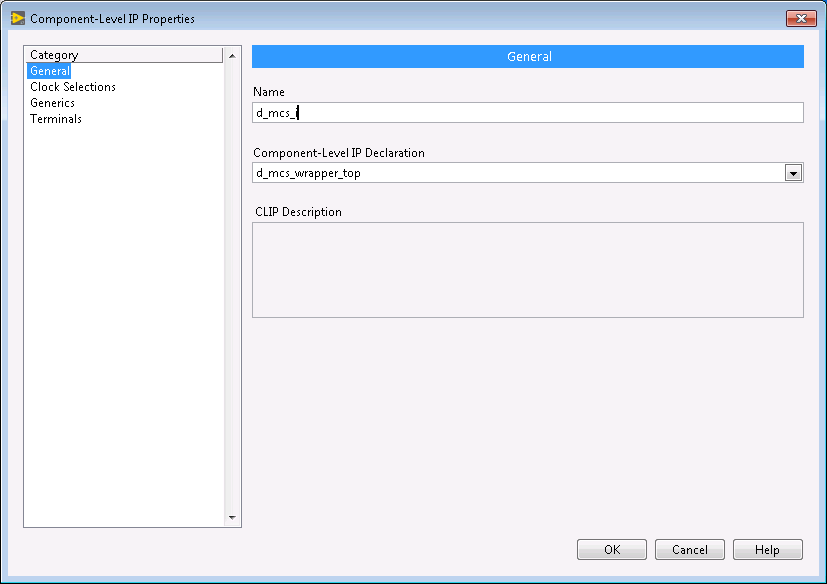 Component-Level IP Properties
Category
General
Clock Selections
Generics
Terminals
General
Name
d_mcs_i
Component-Level IP Declaration
d_mcs_wrapper_top
CLIP Description
OK
Cancel
Help